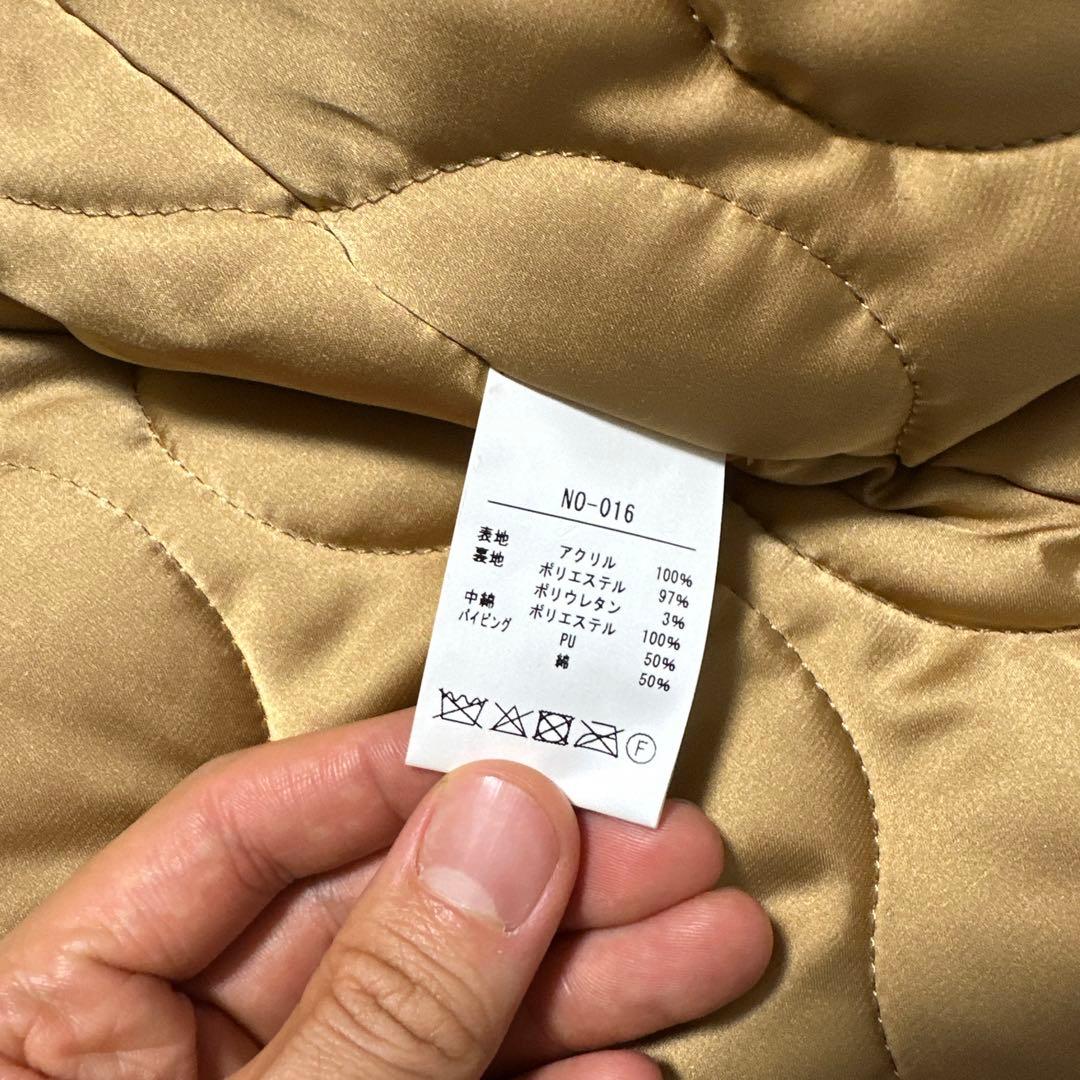 NO-016
表地 アクリル 100%
裏地 ポリエステル 97%
ポリウレタン 3%
中綿 ポリエステル 100%
パイピング PU 50%
綿 50%
F